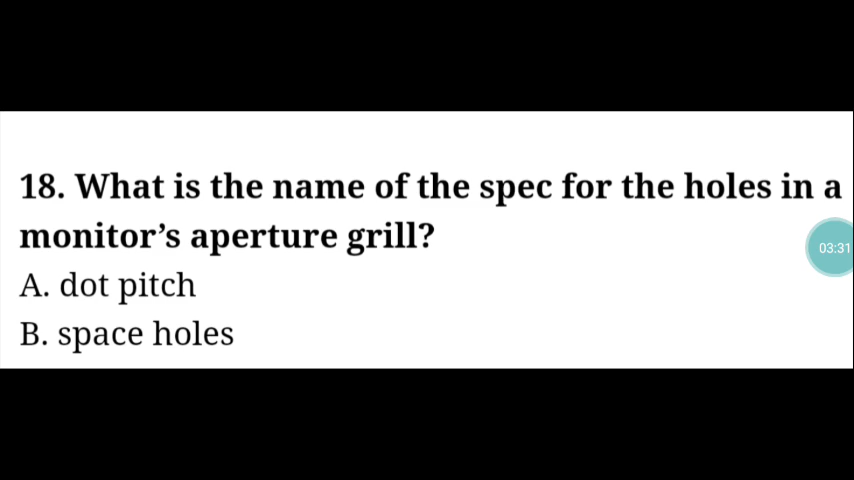 18. What is the name of the spec for the holes in a
monitor’s aperture grill?
03:31
A. dot pitch
B. space holes